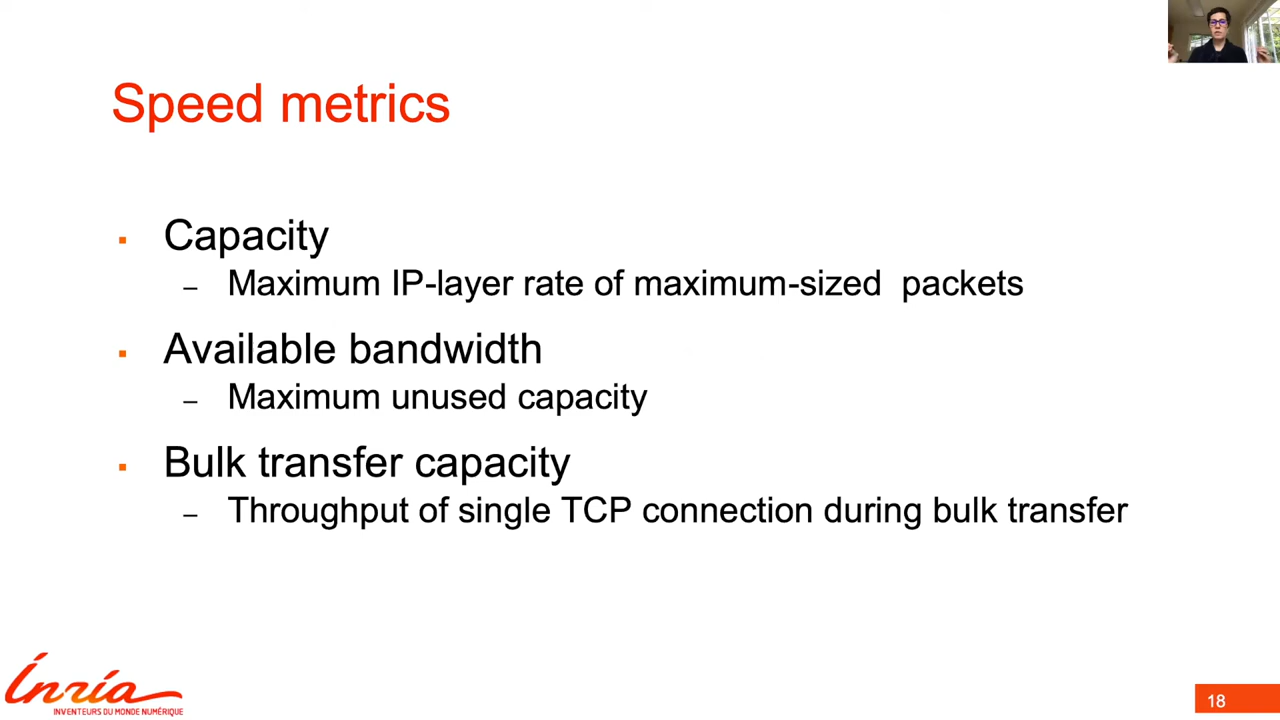 Speed metrics
▪ Capacity
– Maximum IP-layer rate of maximum-sized packets
▪ Available bandwidth
– Maximum unused capacity
▪ Bulk transfer capacity
– Throughput of single TCP connection during bulk transfer
Inria
INVENTEURS DU MONDE NUMÉRIQUE
18